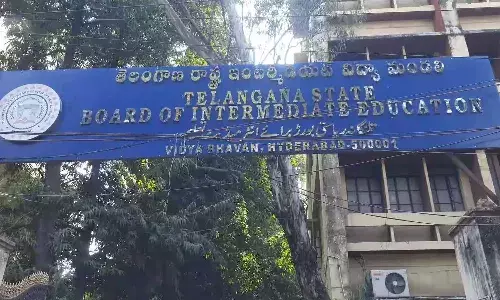 తెలంగాణ రాష్ట్ర ఇంటర్మీడియట్ విద్యా మండలి
TELANGANA STATE
BOARD OF INTERMEDIATE EDUCATION
VIDYA BHAVAN, HYDERABAD-500001